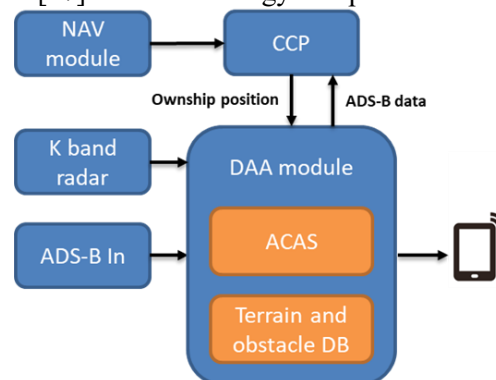 NAV
module
CCP
Ownship position
ADS-B data
K band
radar
DAA module
ADS-B In
ACAS
Terrain and
obstacle DB